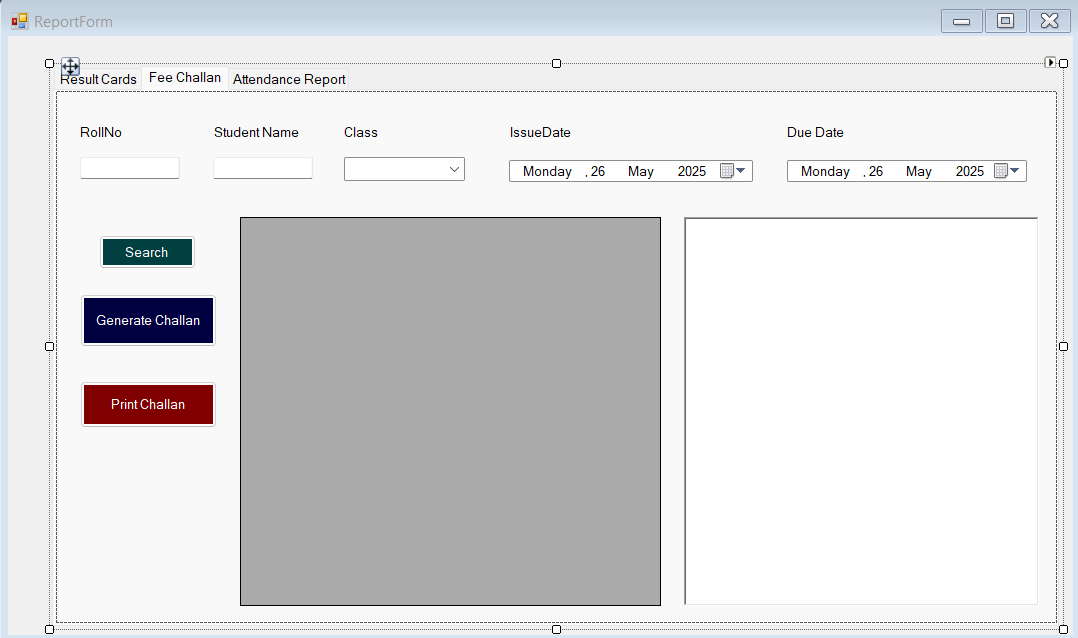 ReportForm
Result Cards Fee Challan Attendance Report
RollNo Student Name Class IssueDate Due Date
Monday , 26 May 2025 Monday , 26 May 2025
Search
Generate Challan
Print Challan